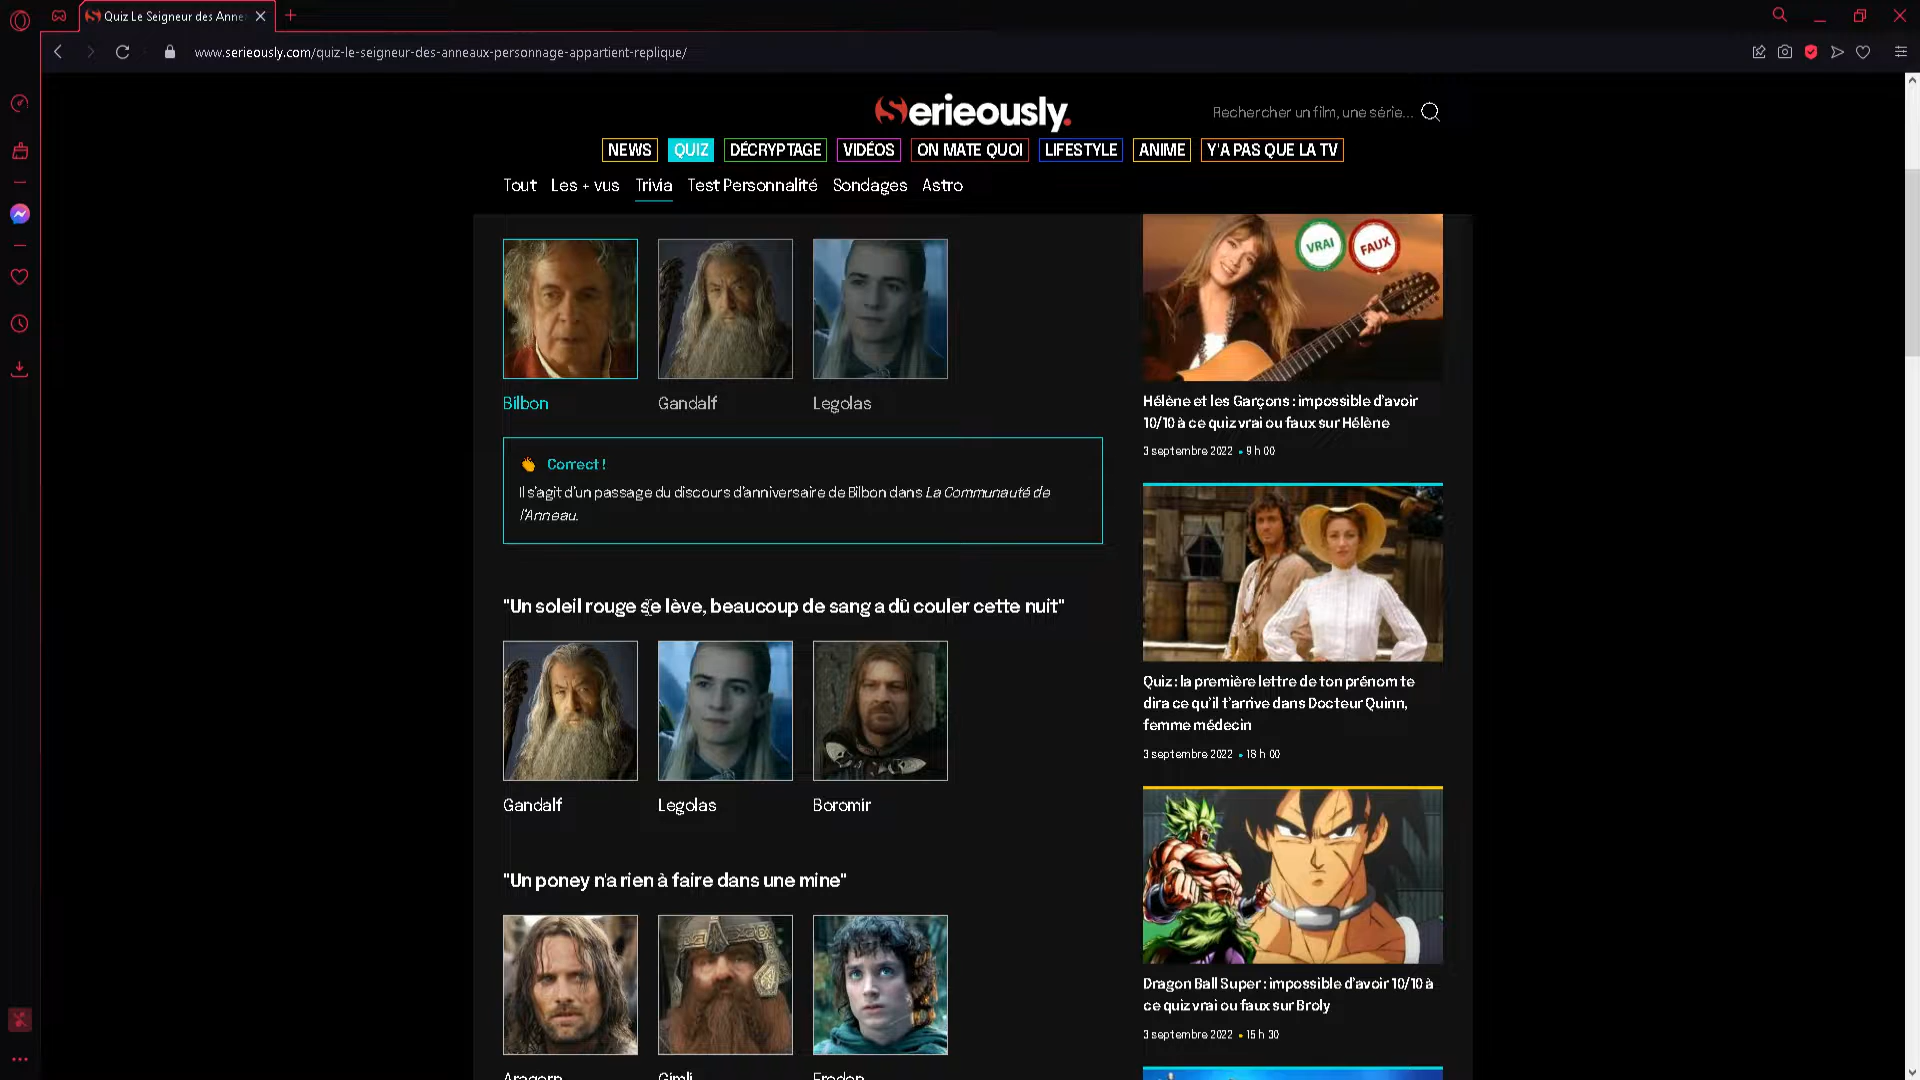 Quiz Le Seigneur des Anne
www.serieously.com/quiz-le-seigneur-des-anneaux-personnage-appartient-replique/
Serieously.
Rechercher un film, une série...
NEWS QUIZ DÉCRYPTAGE VIDÉOS ON MATE QUOI LIFESTYLE ANIME Y'A PAS QUE LA TV
Tout Les + vus Trivia Test Personnalité Sondages Astro
Bilbon Gandalf Legolas
Correct !
Il s'agit d'un passage du discours d'anniversaire de Bilbon dans La Communauté de
l'Anneau.
"Un soleil rouge se lève, beaucoup de sang a dû couler cette nuit"
Gandalf Legolas Boromir
"Un poney n'a rien à faire dans une mine"
Aragorn Gimli Frodon
VRAI FAUX
Hélène et les Garçons : impossible d'avoir
10/10 à ce quiz vrai ou faux sur Hélène
3 septembre 2022 • 9 h 00
Quiz : la première lettre de ton prénom te
dira ce qu'il t'arrive dans Docteur Quinn,
femme médecin
3 septembre 2022 • 18 h 00
Dragon Ball Super : impossible d'avoir 10/10 à
ce quiz vrai ou faux sur Broly
3 septembre 2022 • 15 h 30